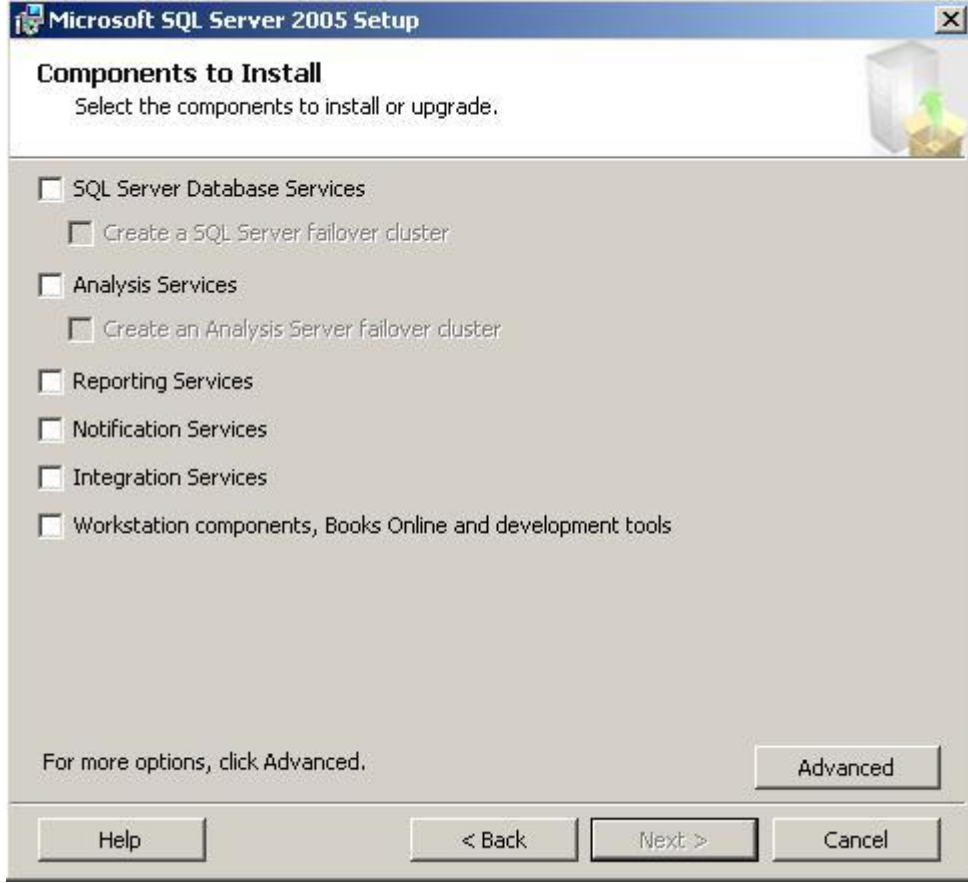 Microsoft SQL Server 2005 Setup
Components to Install
Select the components to install or upgrade.
SQL Server Database Services
Create a SQL Server failover cluster
Analysis Services
Create an Analysis Server failover cluster
Reporting Services
Notification Services
Integration Services
Workstation components, Books Online and development tools
For more options, click Advanced.
Advanced
Help
< Back
Next >
Cancel